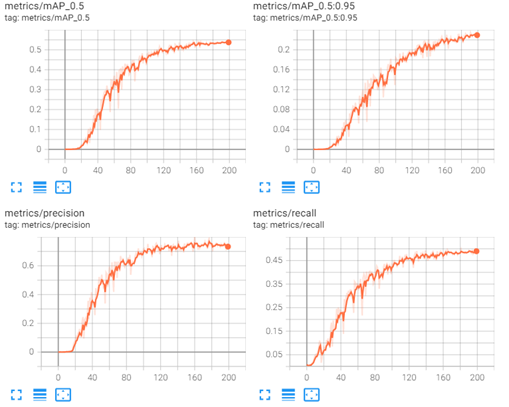 metrics/mAP_0.5
tag: metrics/mAP_0.5
0.5
0.4
0.3
0.2
0.1
0
0 40 80 120 160 200
metrics/mAP_0.5:0.95
tag: metrics/mAP_0.5:0.95
0.2
0.16
0.12
0.08
0.04
0
0 40 80 120 160 200
metrics/precision
tag: metrics/precision
0.6
0.4
0.2
0
0 40 80 120 160 200
metrics/recall
tag: metrics/recall
0.45
0.35
0.25
0.15
0.05
0 40 80 120 160 200